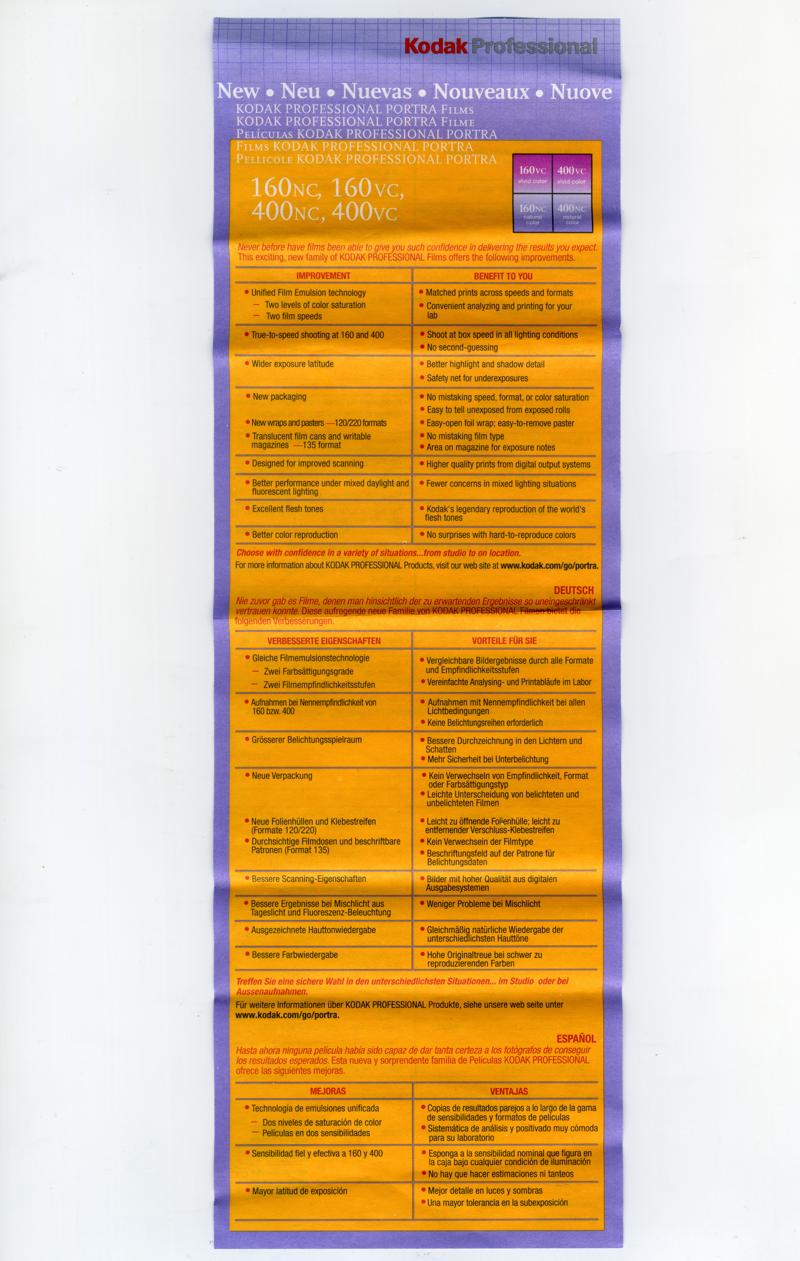 Kodak Professional
New • Neu • Nuevas • Nouveaux • Nuove
KODAK PROFESSIONAL PORTRA FILMS
KODAK PROFESSIONAL PORTRA FILME
PELÍCULAS KODAK PROFESSIONAL PORTRA
FILMS KODAK PROFESSIONAL PORTRA
PELLICOLE KODAK PROFESSIONAL PORTRA
160NC, 160VC,
400NC, 400VC
160VC 400VC
vivid color vivid color
160NC 400NC
natural natural
color color
Never before have films been able to give you such confidence in delivering the results you expect.
This exciting, new family of KODAK PROFESSIONAL Films offers the following improvements.
IMPROVEMENT
BENEFIT TO YOU
• Unified Film Emulsion technology
– Two levels of color saturation
– Two film speeds
• Matched prints across speeds and formats
• Convenient analyzing and printing for your
lab
• True-to-speed shooting at 160 and 400
• Shoot at box speed in all lighting conditions
• No second-guessing
• Wider exposure latitude
• Better highlight and shadow detail
• Safety net for underexposures
• New packaging
• No mistaking speed, format, or color saturation
• Easy to tell unexposed from exposed rolls
• New wraps and pasters —120/220 formats
• Easy-open foil wrap; easy-to-remove paster
• Translucent film cans and writable
magazines —135 format
• No mistaking film type
• Area on magazine for exposure notes
• Designed for improved scanning
• Higher quality prints from digital output systems
• Better performance under mixed daylight and
fluorescent lighting
• Fewer concerns in mixed lighting situations
• Excellent flesh tones
• Kodak's legendary reproduction of the world's
flesh tones
• Better color reproduction
• No surprises with hard-to-reproduce colors
Choose with confidence in a variety of situations...from studio to on location.
For more information about KODAK PROFESSIONAL Products, visit our web site at www.kodak.com/go/portra.
DEUTSCH
Nie zuvor gab es Filme, denen man hinsichtlich der zu erwartenden Ergebnisse so uneingeschränkt
vertrauen konnte. Diese aufregende neue Familie von KODAK PROFESSIONAL Filmen bietet die
folgenden Verbesserungen.
VERBESSERTE EIGENSCHAFTEN
VORTEILE FÜR SIE
• Gleiche Filmemulsionstechnologie
– Zwei Farbsättigungsgrade
– Zwei Filmempfindlichkeitsstufen
• Vergleichbare Bildergebnisse durch alle Formate
und Empfindlichkeitsstufen
• Vereinfachte Analysing- und Printabläufe im Labor
• Aufnahmen bei Nennempfindlichkeit von
160 bzw. 400
• Aufnahmen mit Nennempfindlichkeit bei allen
Lichtbedingungen
• Keine Belichtungsreihen erforderlich
• Grösserer Belichtungsspielraum
• Bessere Durchzeichnung in den Lichtern und
Schatten
• Mehr Sicherheit bei Unterbelichtung
• Neue Verpackung
• Kein Verwechseln von Empfindlichkeit, Format
oder Farbsättigungstyp
• Leichte Unterscheidung von belichteten und
unbelichteten Filmen
• Neue Folienhüllen und Klebestreifen
(Formate 120/220)
• Leicht zu öffnende Folienhülle; leicht zu
entfernender Verschluss-Klebestreifen
• Durchsichtige Filmdosen und beschriftbare
Patronen (Format 135)
• Kein Verwechseln der Filmtype
• Beschriftungsfeld auf der Patrone für
Belichtungsdaten
• Bessere Scanning-Eigenschaften
• Bilder mit hoher Qualität aus digitalen
Ausgabesystemen
• Bessere Ergebnisse bei Mischlicht aus
Tageslicht und Fluoreszenz-Beleuchtung
• Weniger Probleme bei Mischlicht
• Ausgezeichnete Hauttonwiedergabe
• Gleichmäßig natürliche Wiedergabe der
unterschiedlichsten Hauttöne
• Bessere Farbwiedergabe
• Hohe Originaltreue bei schwer zu
reproduzierenden Farben
Treffen Sie eine sichere Wahl in den unterschiedlichsten Situationen... im Studio oder bei
Aussenaufnahmen.
Für weitere Informationen über KODAK PROFESSIONAL Produkte, siehe unsere web seite unter
www.kodak.com/go/portra.
ESPAÑOL
Hasta ahora ninguna película había sido capaz de dar tanta certeza a los fotógrafos de conseguir
los resultados esperados. Esta nueva y sorprendente familia de Películas KODAK PROFESSIONAL
ofrece las siguientes mejoras.
MEJORAS
VENTAJAS
• Technología de emulsiones unificada
– Dos niveles de saturación de color
– Películas en dos sensibilidades
• Copias de resultados parejos a lo largo de la gama
de sensibilidades y formatos de películas
• Sistemática de análisis y positivado muy cómoda
para su laboratorio
• Sensibilidad fiel y efectiva a 160 y 400
• Esponga a la sensibilidad nominal que figura en
la caja bajo cualquier condición de iluminación
• No hay que hacer estimaciones ni tanteos
• Mayor latitud de exposición
• Mejor detalle en luces y sombras
• Una mayor tolerancia en la subexposición